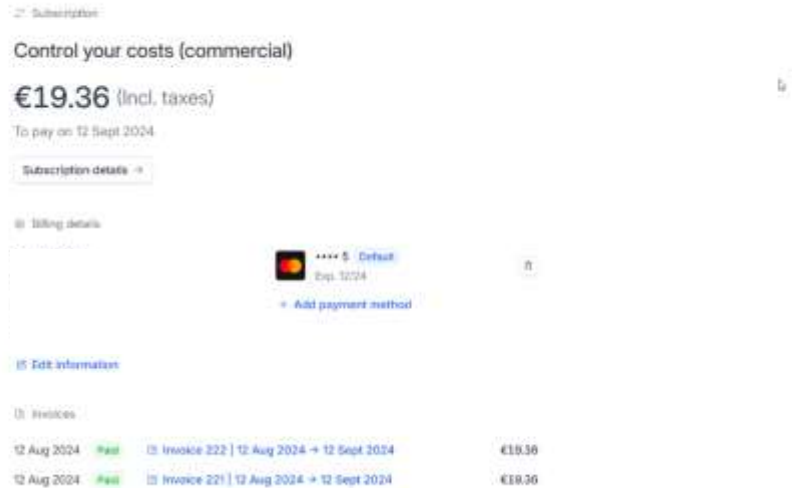 Subscription
Control your costs (commercial)
€19.36 (Incl. taxes)
To pay on 12 Sept 2024
Subscription details →
Billing details
•••• 5 Default
Exp. 12/24
+ Add payment method
Edit information
Invoices
12 Aug 2024 Paid Invoice 222 | 12 Aug 2024 → 12 Sept 2024 €19.36
12 Aug 2024 Paid Invoice 221 | 12 Aug 2024 → 12 Sept 2024 €19.36